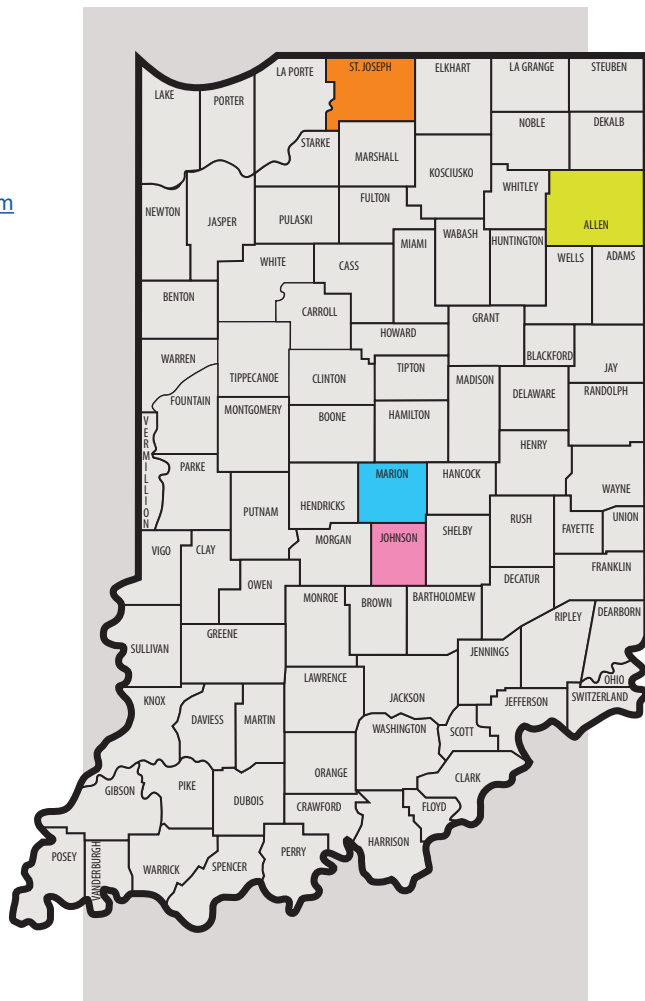 ST. JOSEPH
LA PORTE
ELKHART
LA GRANGE
STEUBEN
LAKE
PORTER
NOBLE
DEKALB
STARKE
MARSHALL
KOSCIUSKO
WHITLEY
m
NEWTON
JASPER
PULASKI
FULTON
ALLEN
MIAMI
WABASH
HUNTINGTON
WELLS
ADAMS
WHITE
CASS
BENTON
CARROLL
GRANT
HOWARD
BLACKFORD
JAY
WARREN
TIPPECANOE
CLINTON
TIPTON
MADISON
DELAWARE
RANDOLPH
FOUNTAIN
MONTGOMERY
BOONE
HAMILTON
VERMILLION
HENRY
PARKE
MARION
HANCOCK
WAYNE
PUTNAM
HENDRICKS
RUSH
UNION
FAYETTE
SHELBY
JOHNSON
MORGAN
VIGO
CLAY
FRANKLIN
DECATUR
OWEN
MONROE
BROWN
BARTHOLOMEW
RIPLEY
DEARBORN
GREENE
SULLIVAN
JENNINGS
LAWRENCE
OHIO
KNOX
JACKSON
JEFFERSON
SWITZERLAND
DAVIESS
MARTIN
WASHINGTON
SCOTT
ORANGE
CLARK
GIBSON
PIKE
DUBOIS
CRAWFORD
FLOYD
HARRISON
PERRY
POSEY
VANDERBURGH
WARRICK
SPENCER